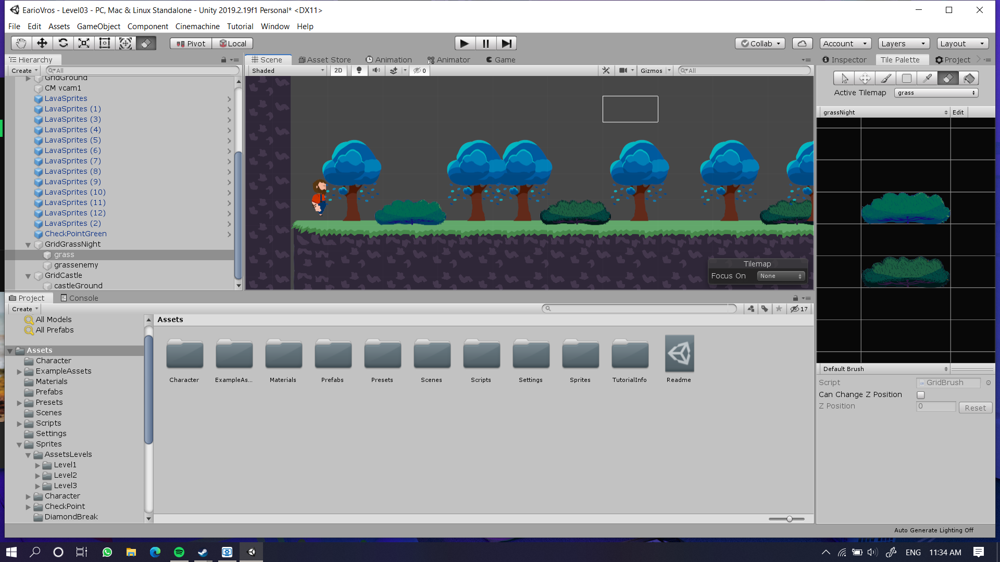 EarioVros - Level03 - PC, Mac & Linux Standalone - Unity 2019.2.19f1 Personal* <DX11>
File Edit Assets GameObject Component Cinemachine Tutorial Window Help
Pivot Local Collab Account Layers Layout
Hierarchy
Create All
GridGround
CM vcam1
LavaSprites
LavaSprites (1)
LavaSprites (3)
LavaSprites (4)
LavaSprites (5)
LavaSprites (6)
LavaSprites (7)
LavaSprites (8)
LavaSprites (9)
LavaSprites (10)
LavaSprites (11)
LavaSprites (12)
LavaSprites (2)
CheckPointGreen
GridGrassNight
grass
grassenemy
GridCastle
castleGround
Scene Asset Store Animation Animator Game
Shaded 2D 0 Gizmos All
Tilemap
Focus On None
Inspector Tile Palette Project
Active Tilemap grass
grassNight Edit
Default Brush
Script GridBrush
Can Change Z Position
Z Position 0 Reset
Project Console
Create 17
All Models
All Prefabs
Assets
Character
ExampleAssets
Materials
Prefabs
Presets
Scenes
Scripts
Settings
Sprites
AssetsLevels
Level1
Level2
Level3
Character
CheckPoint
DiamondBreak
Assets
Character ExampleAs... Materials Prefabs Presets Scenes Scripts Settings Sprites TutorialInfo Readme
Auto Generate Lighting Off
ENG 11:34 AM